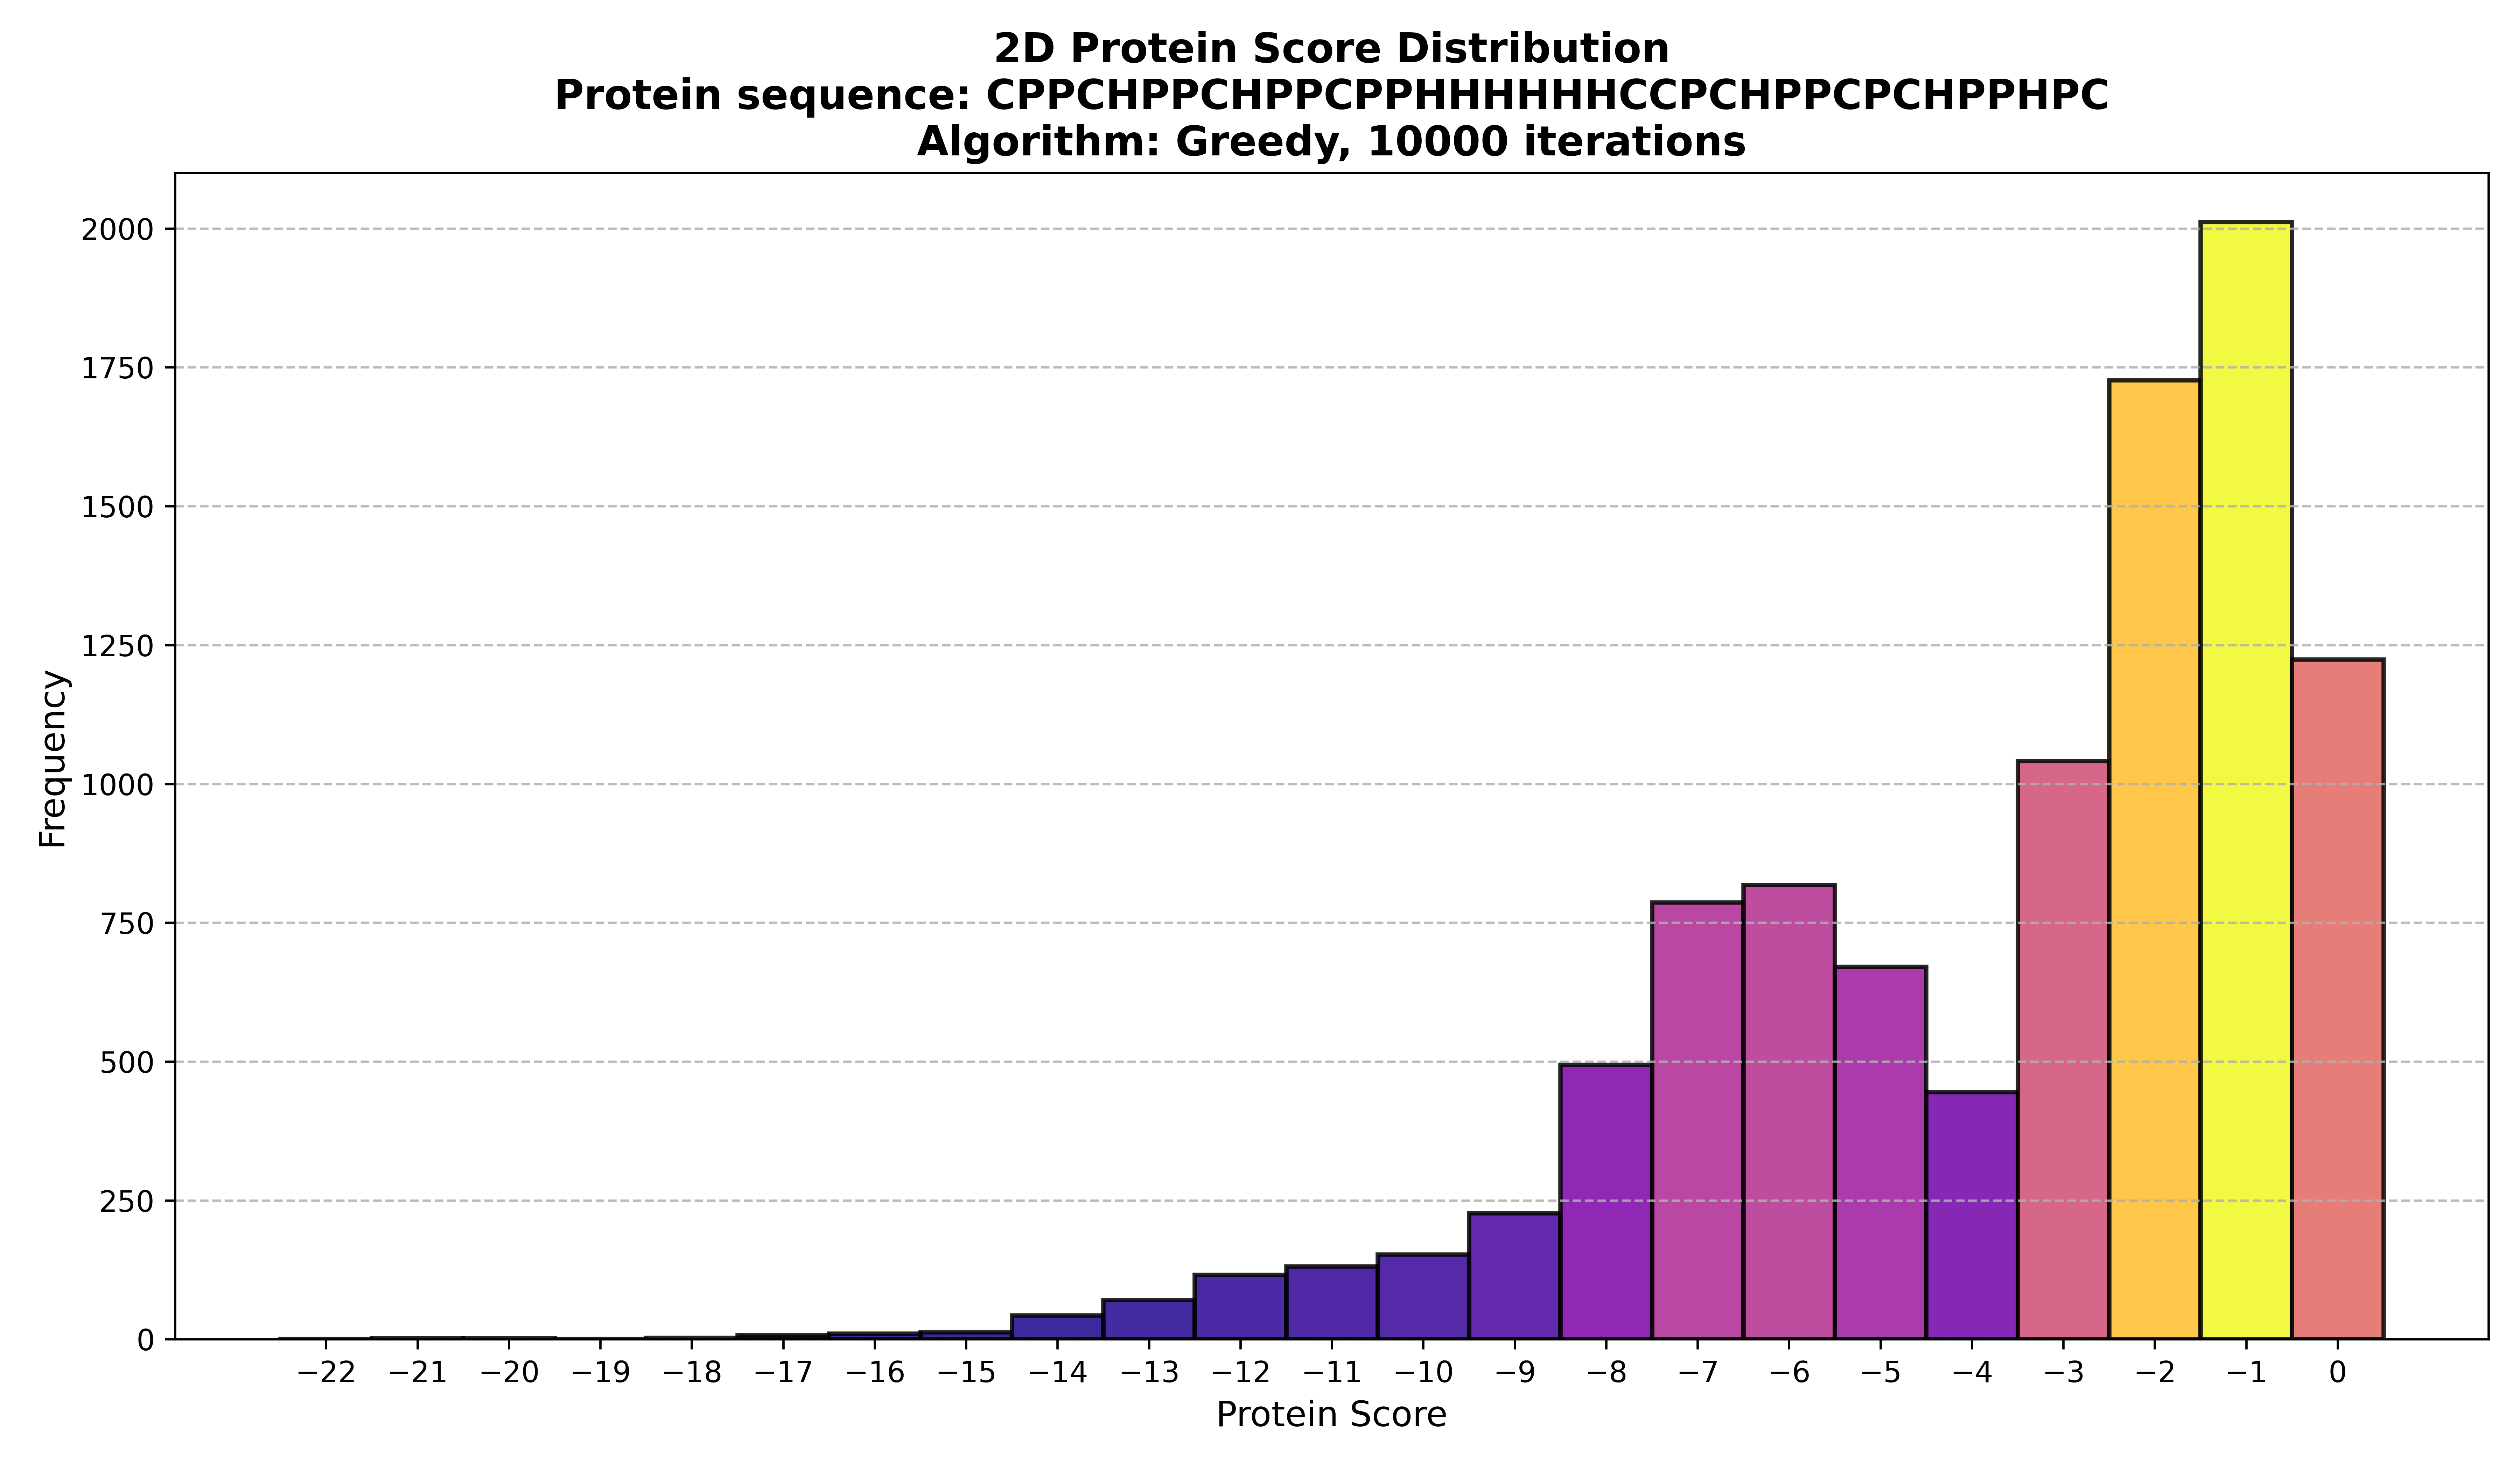 2D Protein Score Distribution
Protein sequence: CPPCHPPCHPPCPPHHHHHHCCPCHPPCPCHPPHPC
Algorithm: Greedy, 10000 iterations
2000
1750
1500
1250
1000
750
500
250
0
Frequency
−22 −21 −20 −19 −18 −17 −16 −15 −14 −13 −12 −11 −10 −9 −8 −7 −6 −5 −4 −3 −2 −1 0
Protein Score